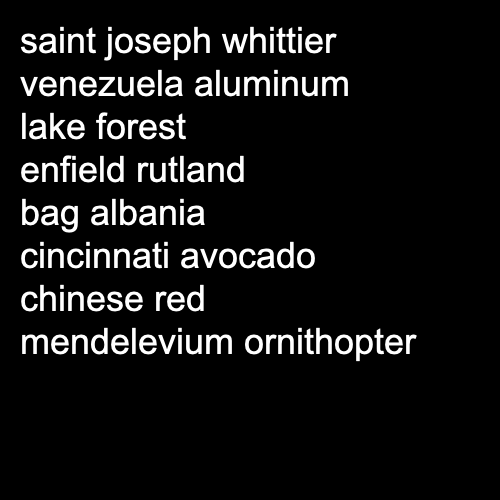 saint joseph whittier
venezuela aluminum
lake forest
enfield rutland
bag albania
cincinnati avocado
chinese red
mendelevium ornithopter